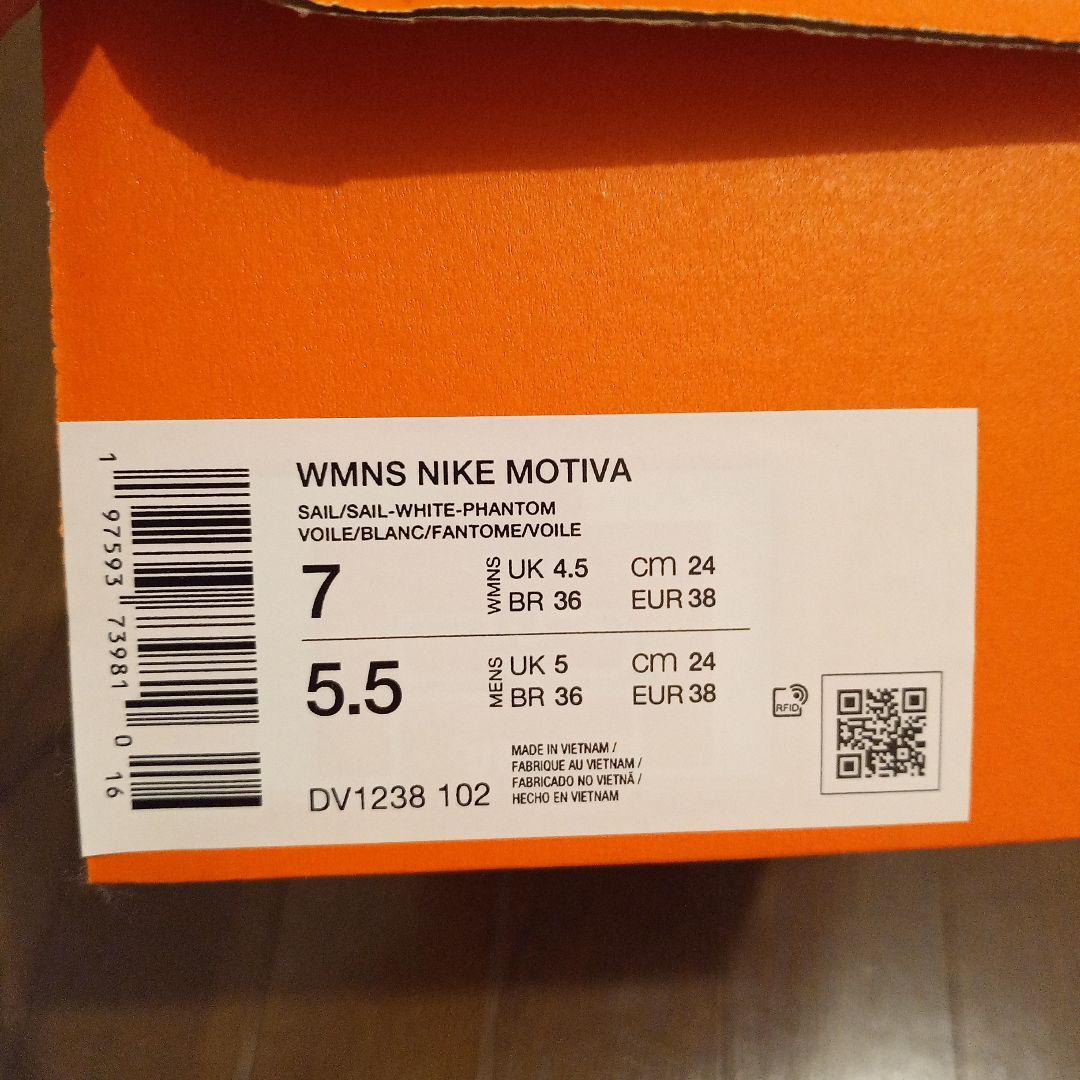 WMNS NIKE MOTIVA
SAIL/SAIL-WHITE-PHANTOM
VOILE/BLANC/FANTOME/VOILE
7
WMNS
UK 4.5 cm 24
BR 36 EUR 38
5.5
MENS
UK 5 cm 24
BR 36 EUR 38
RFID
MADE IN VIETNAM /
FABRIQUE AU VIETNAM /
FABRICADO NO VIETNÃ /
HECHO EN VIETNAM
DV1238 102
1 97593 73981 0 16